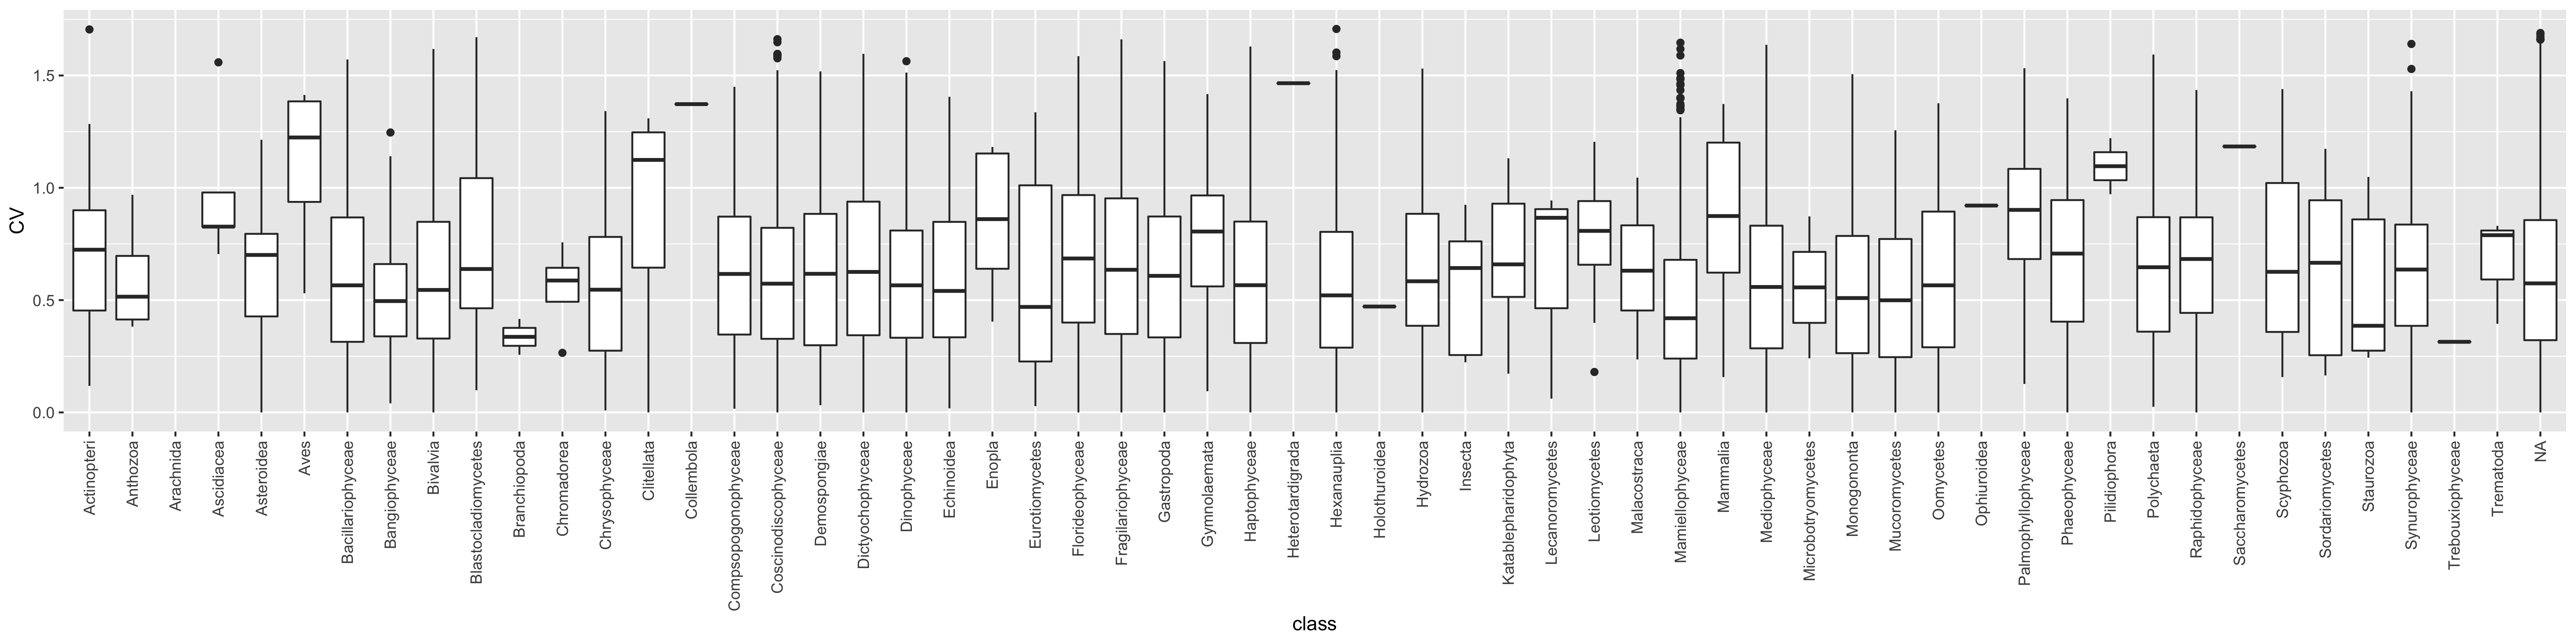 CV
1.5
1.0
0.5
0.0
Actinopteri
Anthozoa
Arachnida
Ascidiacea
Asteroidea
Aves
Bacillariophyceae
Bangiophyceae
Bivalvia
Blastocladiomycetes
Branchiopoda
Chromadorea
Chrysophyceae
Clitellata
Collembola
Compsopogonophyceae
Coscinodiscophyceae
Demospongiae
Dictyochophyceae
Dinophyceae
Echinoidea
Enopla
Eurotiomycetes
Florideophyceae
Fragilariophyceae
Gastropoda
Gymnolaemata
Haptophyceae
Heterotardigrada
Hexanauplia
Holothuroidea
Hydrozoa
Insecta
Katablepharidophyta
Lecanoromycetes
Leotiomycetes
Malacostraca
Mamiellophyceae
Mammalia
Mediophyceae
Microbotryomycetes
Monogononta
Mucoromycetes
Oomycetes
Ophiuroidea
Palmophyllophyceae
Phaeophyceae
Pilidiophora
Polychaeta
Raphidophyceae
Saccharomycetes
Scyphozoa
Sordariomycetes
Staurozoa
Synurophyceae
Trebouxiophyceae
Trematoda
NA
class